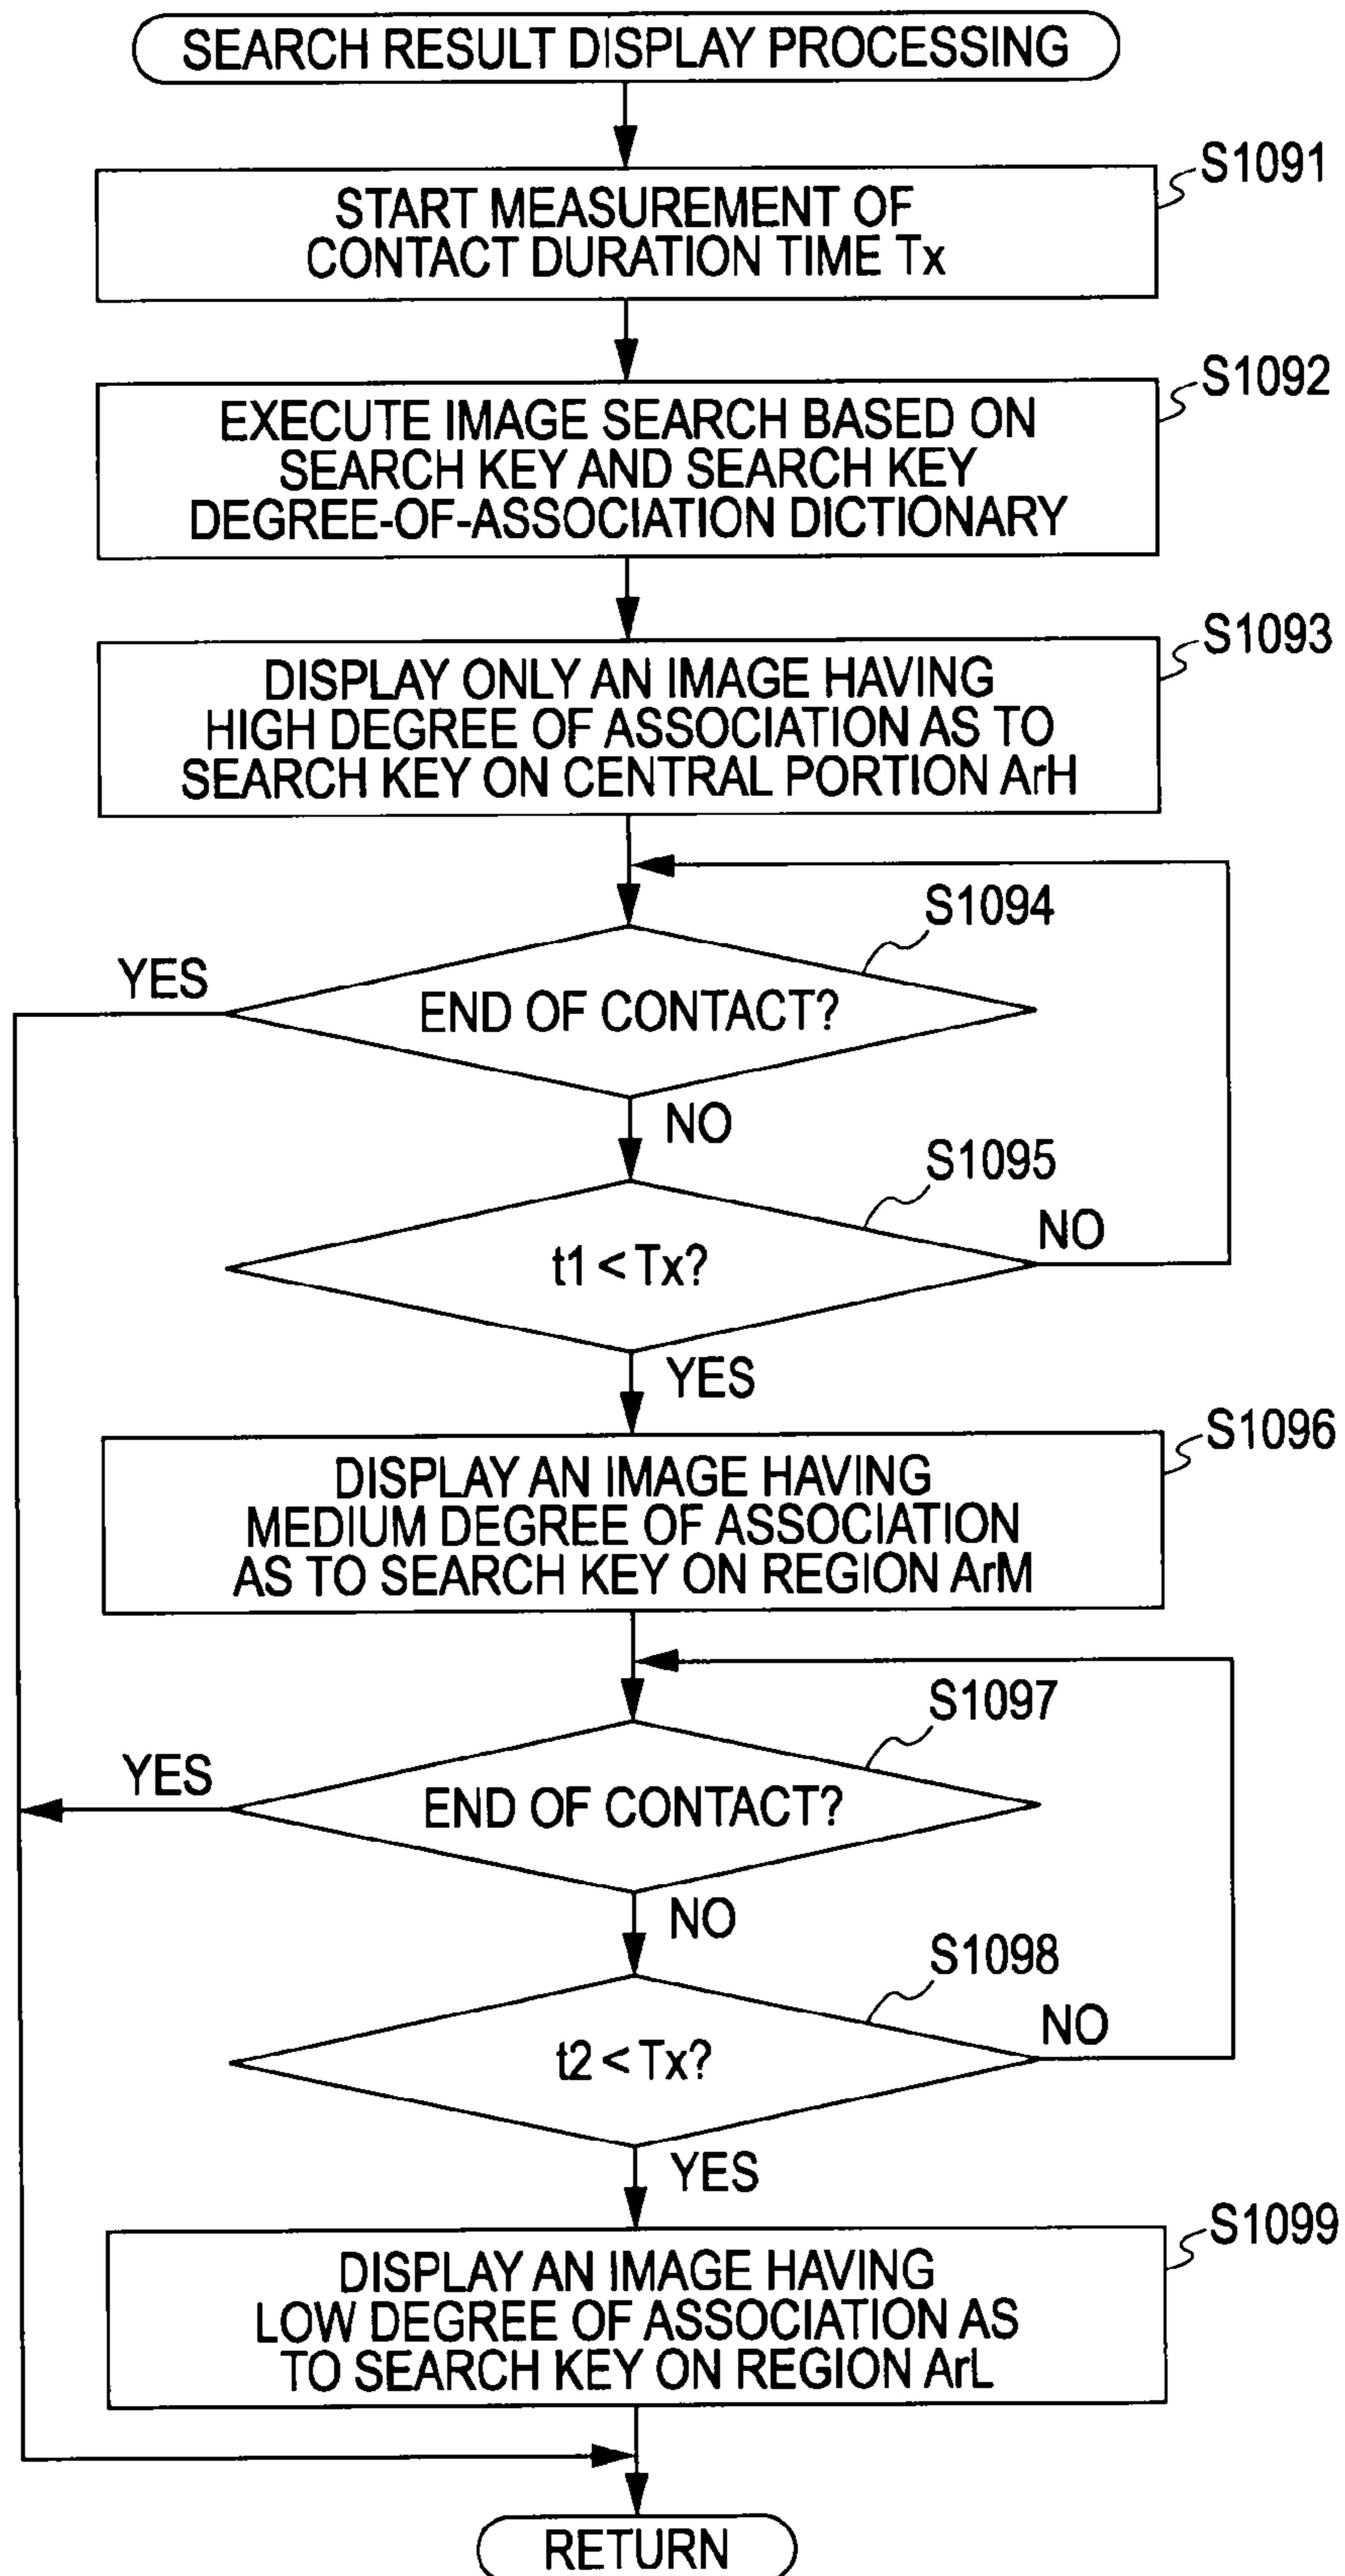 SEARCH RESULT DISPLAY PROCESSING
S1091
START MEASUREMENT OF
CONTACT DURATION TIME Tx
S1092
EXECUTE IMAGE SEARCH BASED ON
SEARCH KEY AND SEARCH KEY
DEGREE-OF-ASSOCIATION DICTIONARY
S1093
DISPLAY ONLY AN IMAGE HAVING
HIGH DEGREE OF ASSOCIATION AS TO
SEARCH KEY ON CENTRAL PORTION ArH
S1094
YES
END OF CONTACT?
NO
S1095
NO
t1 < Tx?
YES
S1096
DISPLAY AN IMAGE HAVING
MEDIUM DEGREE OF ASSOCIATION
AS TO SEARCH KEY ON REGION ArM
S1097
YES
END OF CONTACT?
NO
S1098
NO
t2 < Tx?
YES
S1099
DISPLAY AN IMAGE HAVING
LOW DEGREE OF ASSOCIATION AS
TO SEARCH KEY ON REGION ArL
RETURN